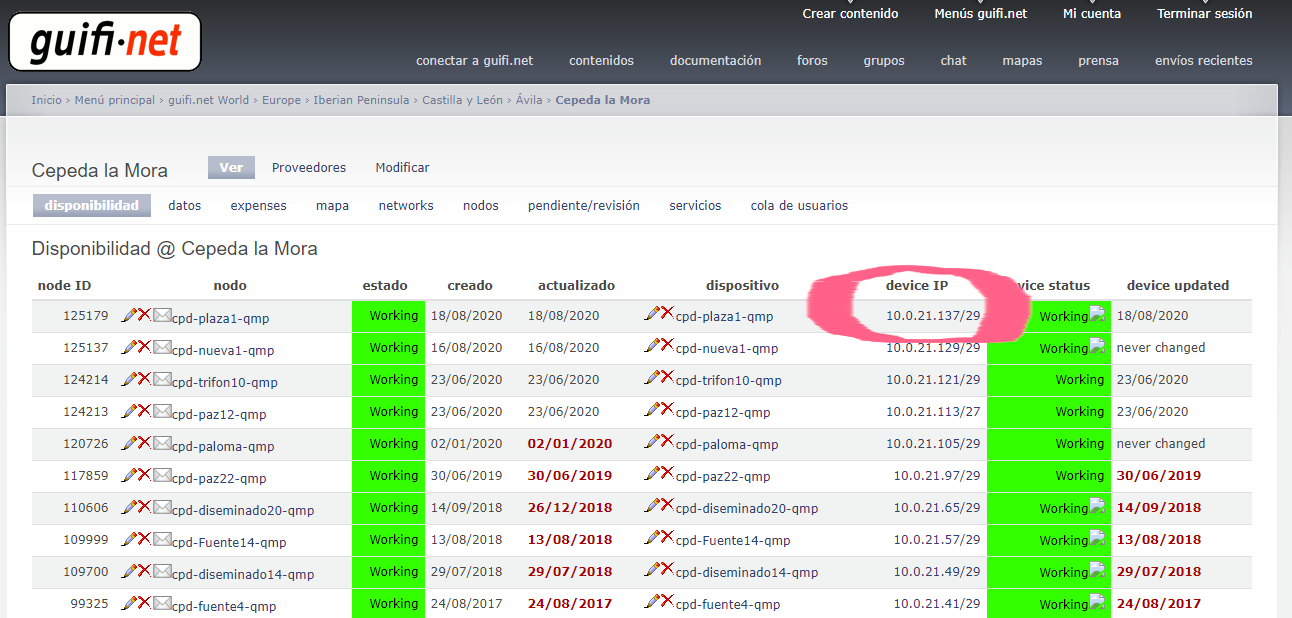 guifi·net
Crear contenido Menús guifi.net Mi cuenta Terminar sesión
conectar a guifi.net contenidos documentación foros grupos chat mapas prensa envíos recientes
Inicio › Menú principal › guifi.net World › Europe › Iberian Peninsula › Castilla y León › Ávila › Cepeda la Mora
Cepeda la Mora Ver Proveedores Modificar
disponibilidad datos expenses mapa networks nodos pendiente/revisión servicios cola de usuarios
Disponibilidad @ Cepeda la Mora
node ID nodo estado creado actualizado dispositivo device IP vice status device updated
125179 cpd-plaza1-qmp Working 18/08/2020 18/08/2020 cpd-plaza1-qmp 10.0.21.137/29 Working 18/08/2020
125137 cpd-nueva1-qmp Working 16/08/2020 16/08/2020 cpd-nueva1-qmp 10.0.21.129/29 Working never changed
124214 cpd-trifon10-qmp Working 23/06/2020 23/06/2020 cpd-trifon10-qmp 10.0.21.121/29 Working 23/06/2020
124213 cpd-paz12-qmp Working 23/06/2020 23/06/2020 cpd-paz12-qmp 10.0.21.113/27 Working 23/06/2020
120726 cpd-paloma-qmp Working 02/01/2020 02/01/2020 cpd-paloma-qmp 10.0.21.105/29 Working never changed
117859 cpd-paz22-qmp Working 30/06/2019 30/06/2019 cpd-paz22-qmp 10.0.21.97/29 Working 30/06/2019
110606 cpd-diseminado20-qmp Working 14/09/2018 26/12/2018 cpd-diseminado20-qmp 10.0.21.65/29 Working 14/09/2018
109999 cpd-Fuente14-qmp Working 13/08/2018 13/08/2018 cpd-Fuente14-qmp 10.0.21.57/29 Working 13/08/2018
109700 cpd-diseminado14-qmp Working 29/07/2018 29/07/2018 cpd-diseminado14-qmp 10.0.21.49/29 Working 29/07/2018
99325 cpd-fuente4-qmp Working 24/08/2017 24/08/2017 cpd-fuente4-qmp 10.0.21.41/29 Working 24/08/2017